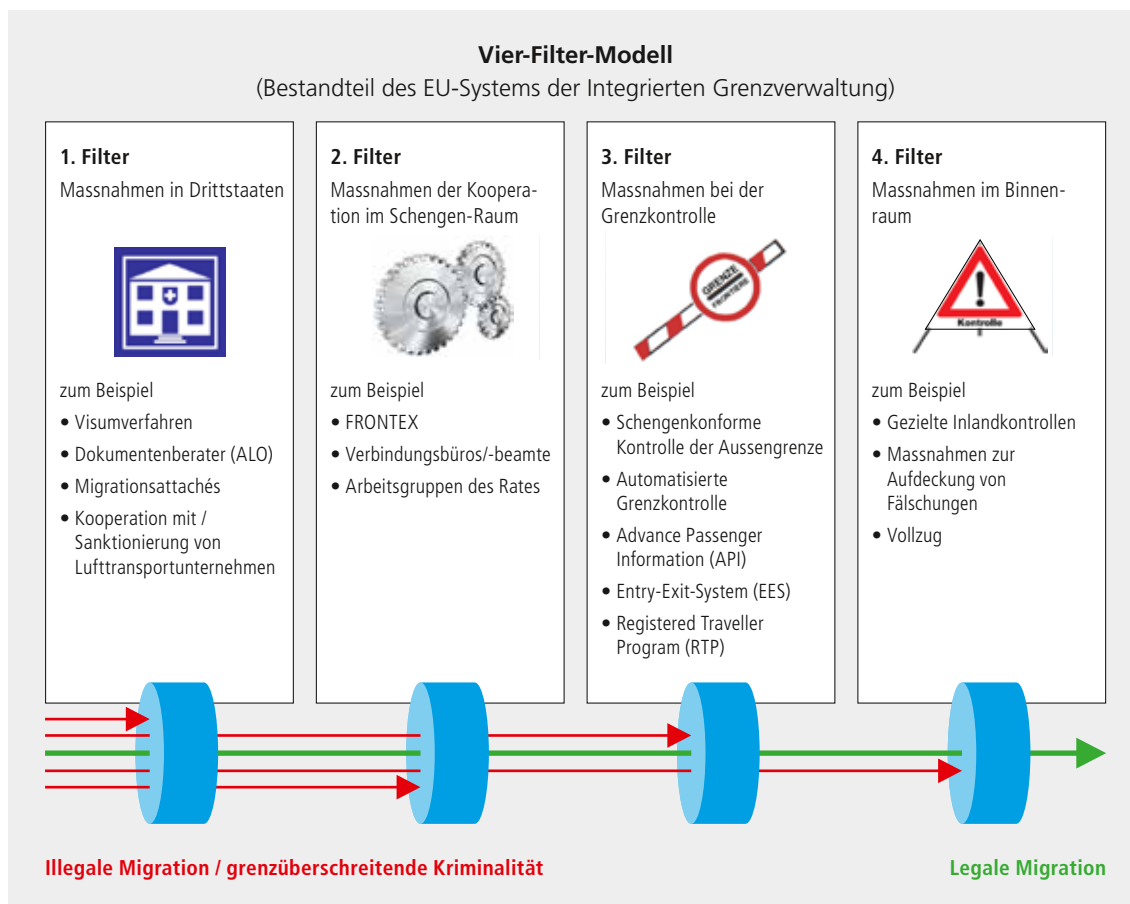 Vier-Filter-Modell
(Bestandteil des EU-Systems der Integrierten Grenzverwaltung)
1. Filter
Massnahmen in Drittstaaten
zum Beispiel
• Visumverfahren
• Dokumentenberater (ALO)
• Migrationsattachés
• Kooperation mit /
Sanktionierung von
Lufttransportunternehmen
2. Filter
Massnahmen der Koopera-
tion im Schengen-Raum
zum Beispiel
• FRONTEX
• Verbindungsbüros/-beamte
• Arbeitsgruppen des Rates
3. Filter
Massnahmen bei der
Grenzkontrolle
GRENZE
FRONTIERE
zum Beispiel
• Schengenkonforme
Kontrolle der Aussengrenze
• Automatisierte
Grenzkontrolle
• Advance Passenger
Information (API)
• Entry-Exit-System (EES)
• Registered Traveller
Program (RTP)
4. Filter
Massnahmen im Binnen-
raum
Kontrolle
zum Beispiel
• Gezielte Inlandkontrollen
• Massnahmen zur
Aufdeckung von
Fälschungen
• Vollzug
Illegale Migration / grenzüberschreitende Kriminalität
Legale Migration